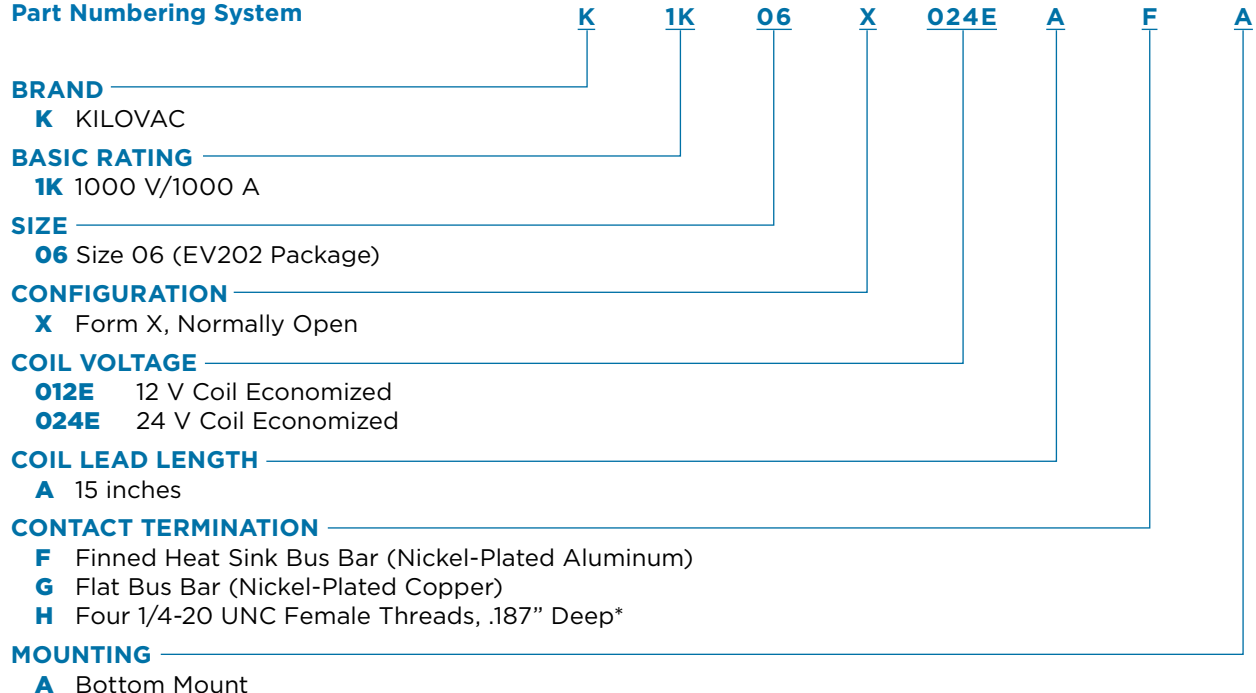 Part Numbering System K 1K 06 X 024E A F A
BRAND
K KILOVAC
BASIC RATING
1K 1000 V/1000 A
SIZE
06 Size 06 (EV202 Package)
CONFIGURATION
X Form X, Normally Open
COIL VOLTAGE
012E 12 V Coil Economized
024E 24 V Coil Economized
COIL LEAD LENGTH
A 15 inches
CONTACT TERMINATION
F Finned Heat Sink Bus Bar (Nickel-Plated Aluminum)
G Flat Bus Bar (Nickel-Plated Copper)
H Four 1/4-20 UNC Female Threads, .187” Deep*
MOUNTING
A Bottom Mount